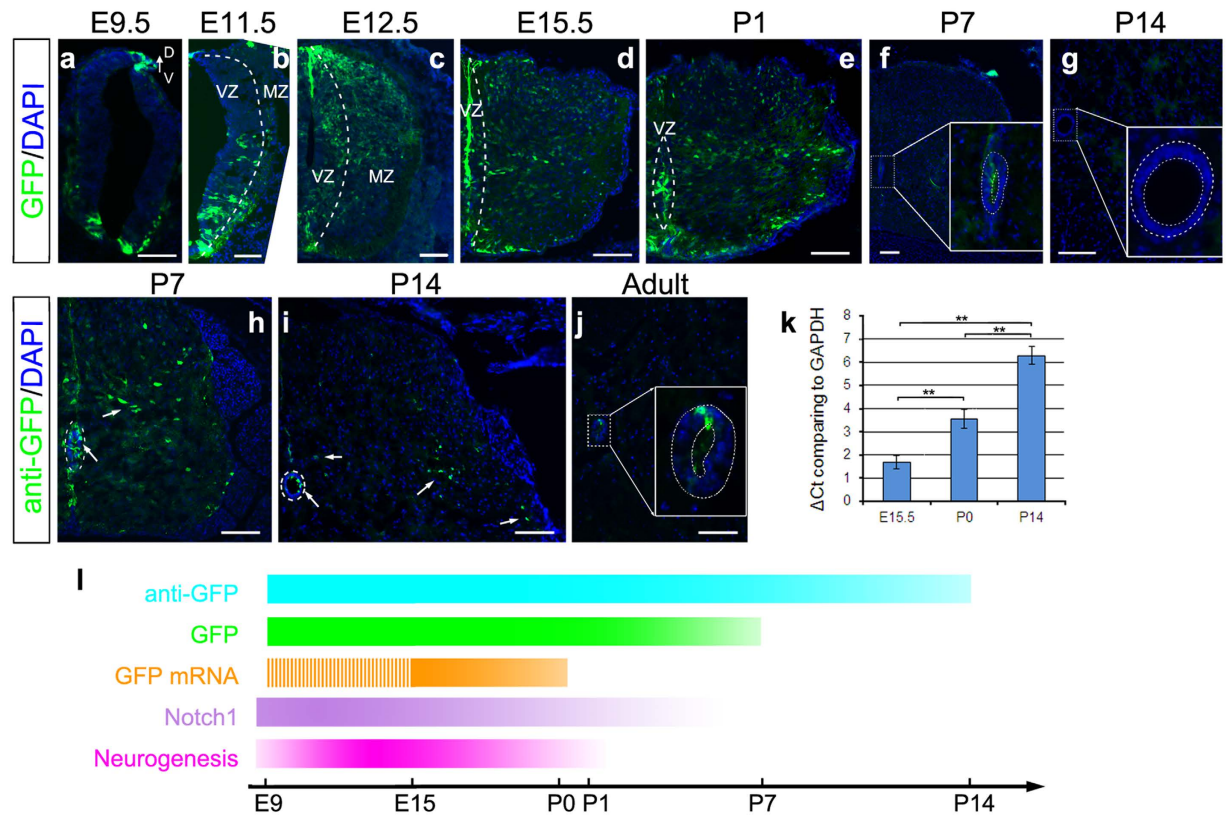 E9.5 E11.5 E12.5 E15.5 P1 P7 P14
GFP/DAPI
a D V
b VZ MZ
c VZ MZ
d VZ
e VZ
f
g
P7 P14 Adult
anti-GFP/DAPI
h
i
j
k
ΔCt comparing to GAPDH
8
7
6
5
4
3
2
1
0
**
**
**
E15.5 P0 P14
l
anti-GFP
GFP
GFP mRNA
Notch1
Neurogenesis
E9 E15 P0 P1 P7 P14